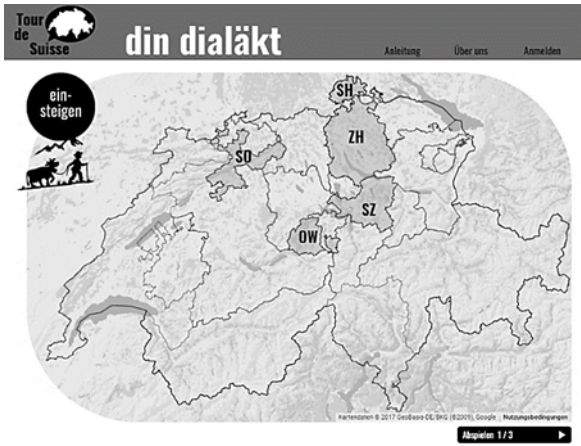 Tour
de
Suisse
din dialäkt
Anleitung Über uns Anmelden
ein-
steigen
SH
ZH
SO
SZ
OW
Kartendaten © 2017 GeoBasis-DE/BKG (©2009), Google Nutzungsbedingungen
Abspielen 1 / 3